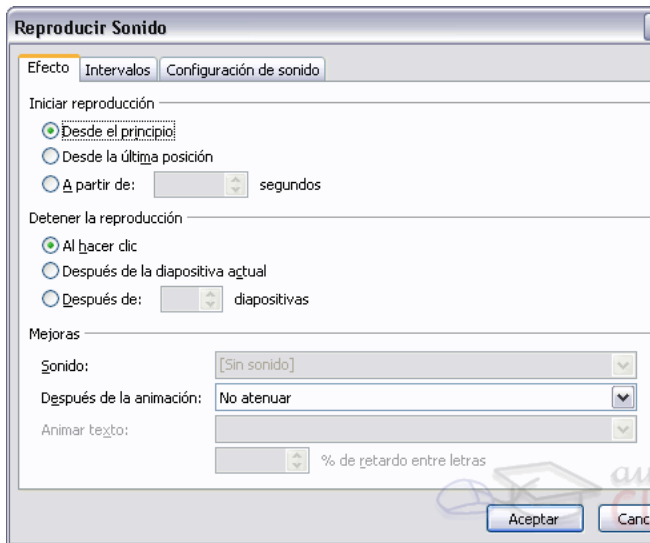 Reproducir Sonido
Efecto Intervalos Configuración de sonido
Iniciar reproducción
Desde el principio
Desde la última posición
A partir de: segundos
Detener la reproducción
Al hacer clic
Después de la diapositiva actual
Después de: diapositivas
Mejoras
Sonido: [Sin sonido]
Después de la animación: No atenuar
Animar texto:
% de retardo entre letras
Aceptar Canc